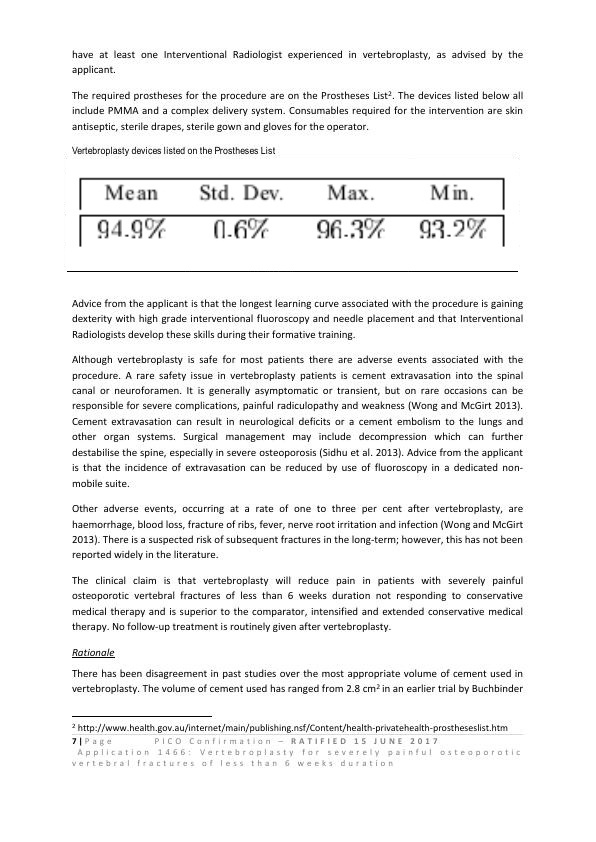 have at least one Interventional Radiologist experienced in vertebroplasty, as advised by the
applicant.
The required prostheses for the procedure are on the Prostheses List2. The devices listed below all
include PMMA and a complex delivery system. Consumables required for the intervention are skin
antiseptic, sterile drapes, sterile gown and gloves for the operator.
Vertebroplasty devices listed on the Prostheses List
Mean Std. Dev. Max. Min.
94.9% 0.6% 96.3% 93.2%
Advice from the applicant is that the longest learning curve associated with the procedure is gaining
dexterity with high grade interventional fluoroscopy and needle placement and that Interventional
Radiologists develop these skills during their formative training.
Although vertebroplasty is safe for most patients there are adverse events associated with the
procedure. A rare safety issue in vertebroplasty patients is cement extravasation into the spinal
canal or neuroforamen. It is generally asymptomatic or transient, but on rare occasions can be
responsible for severe complications, painful radiculopathy and weakness (Wong and McGirt 2013).
Cement extravasation can result in neurological deficits or a cement embolism to the lungs and
other organ systems. Surgical management may include decompression which can further
destabilise the spine, especially in severe osteoporosis (Sidhu et al. 2013). Advice from the applicant
is that the incidence of extravasation can be reduced by use of fluoroscopy in a dedicated non-
mobile suite.
Other adverse events, occurring at a rate of one to three per cent after vertebroplasty, are
haemorrhage, blood loss, fracture of ribs, fever, nerve root irritation and infection (Wong and McGirt
2013). There is a suspected risk of subsequent fractures in the long-term; however, this has not been
reported widely in the literature.
The clinical claim is that vertebroplasty will reduce pain in patients with severely painful
osteoporotic vertebral fractures of less than 6 weeks duration not responding to conservative
medical therapy and is superior to the comparator, intensified and extended conservative medical
therapy. No follow-up treatment is routinely given after vertebroplasty.
Rationale
There has been disagreement in past studies over the most appropriate volume of cement used in
vertebroplasty. The volume of cement used has ranged from 2.8 cm2 in an earlier trial by Buchbinder
2 http://www.health.gov.au/internet/main/publishing.nsf/Content/health-privatehealth-prostheseslist.htm
7 | Page PICO Confirmation – RATIFIED 15 JUNE 2017
Application 1466: Vertebroplasty for severely painful osteoporotic
vertebral fractures of less than 6 weeks duration